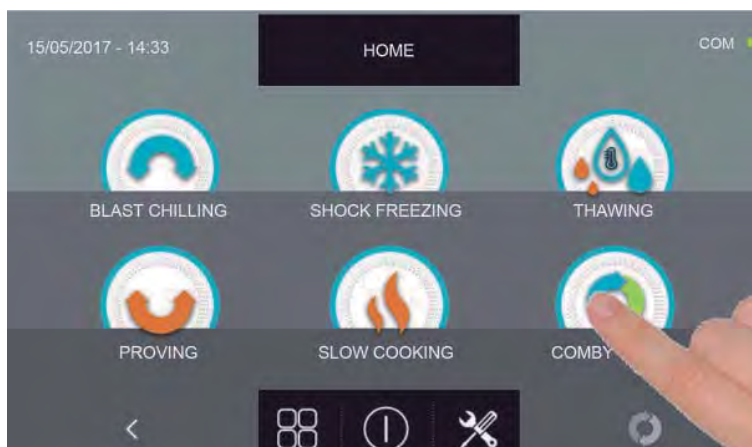 15/05/2017 - 14:33
HOME
COM
BLAST CHILLING
SHOCK FREEZING
THAWING
PROVING
SLOW COOKING
COMBY